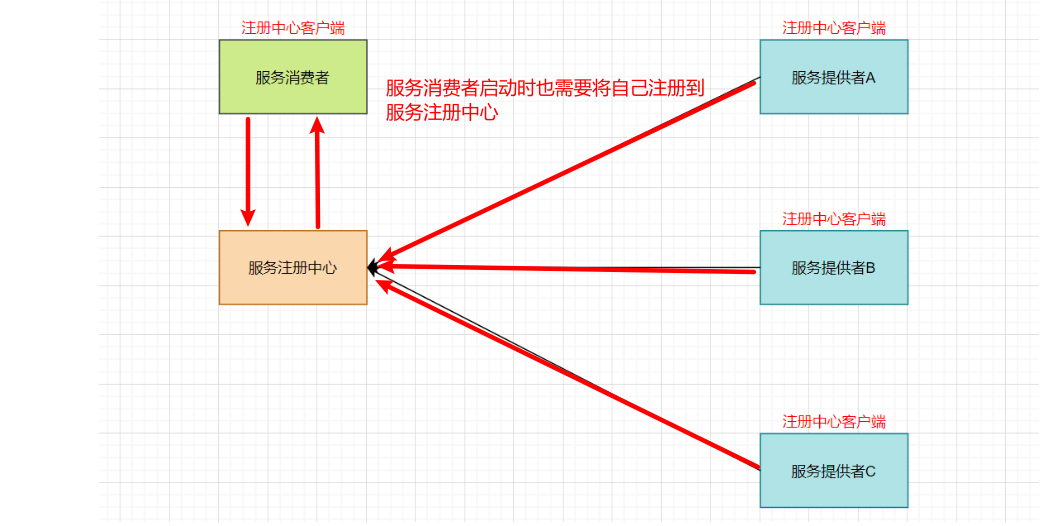 注册中心客户端
注册中心客户端
服务消费者
服务提供者A
服务消费者启动时也需要将自己注册到
服务注册中心
注册中心客户端
服务注册中心
服务提供者B
注册中心客户端
服务提供者C